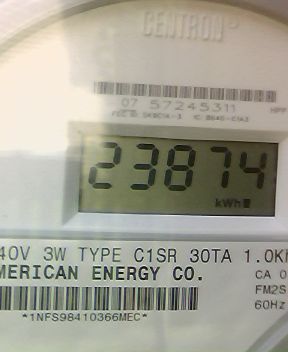 CENTRON
07 57245311
23874
kWh
40V 3W TYPE C1SR 30TA 1.0K
MERICAN ENERGY CO.
CA 0
FM2S
60Hz
*1NFS98410366MEC*